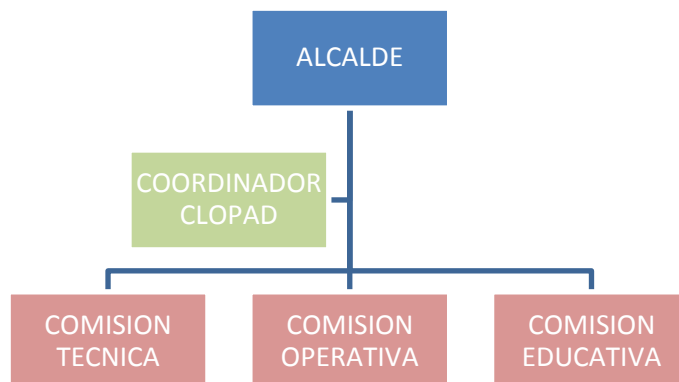 ALCALDE
COORDINADOR
CLOPAD
COMISION
TECNICA
COMISION
OPERATIVA
COMISION
EDUCATIVA